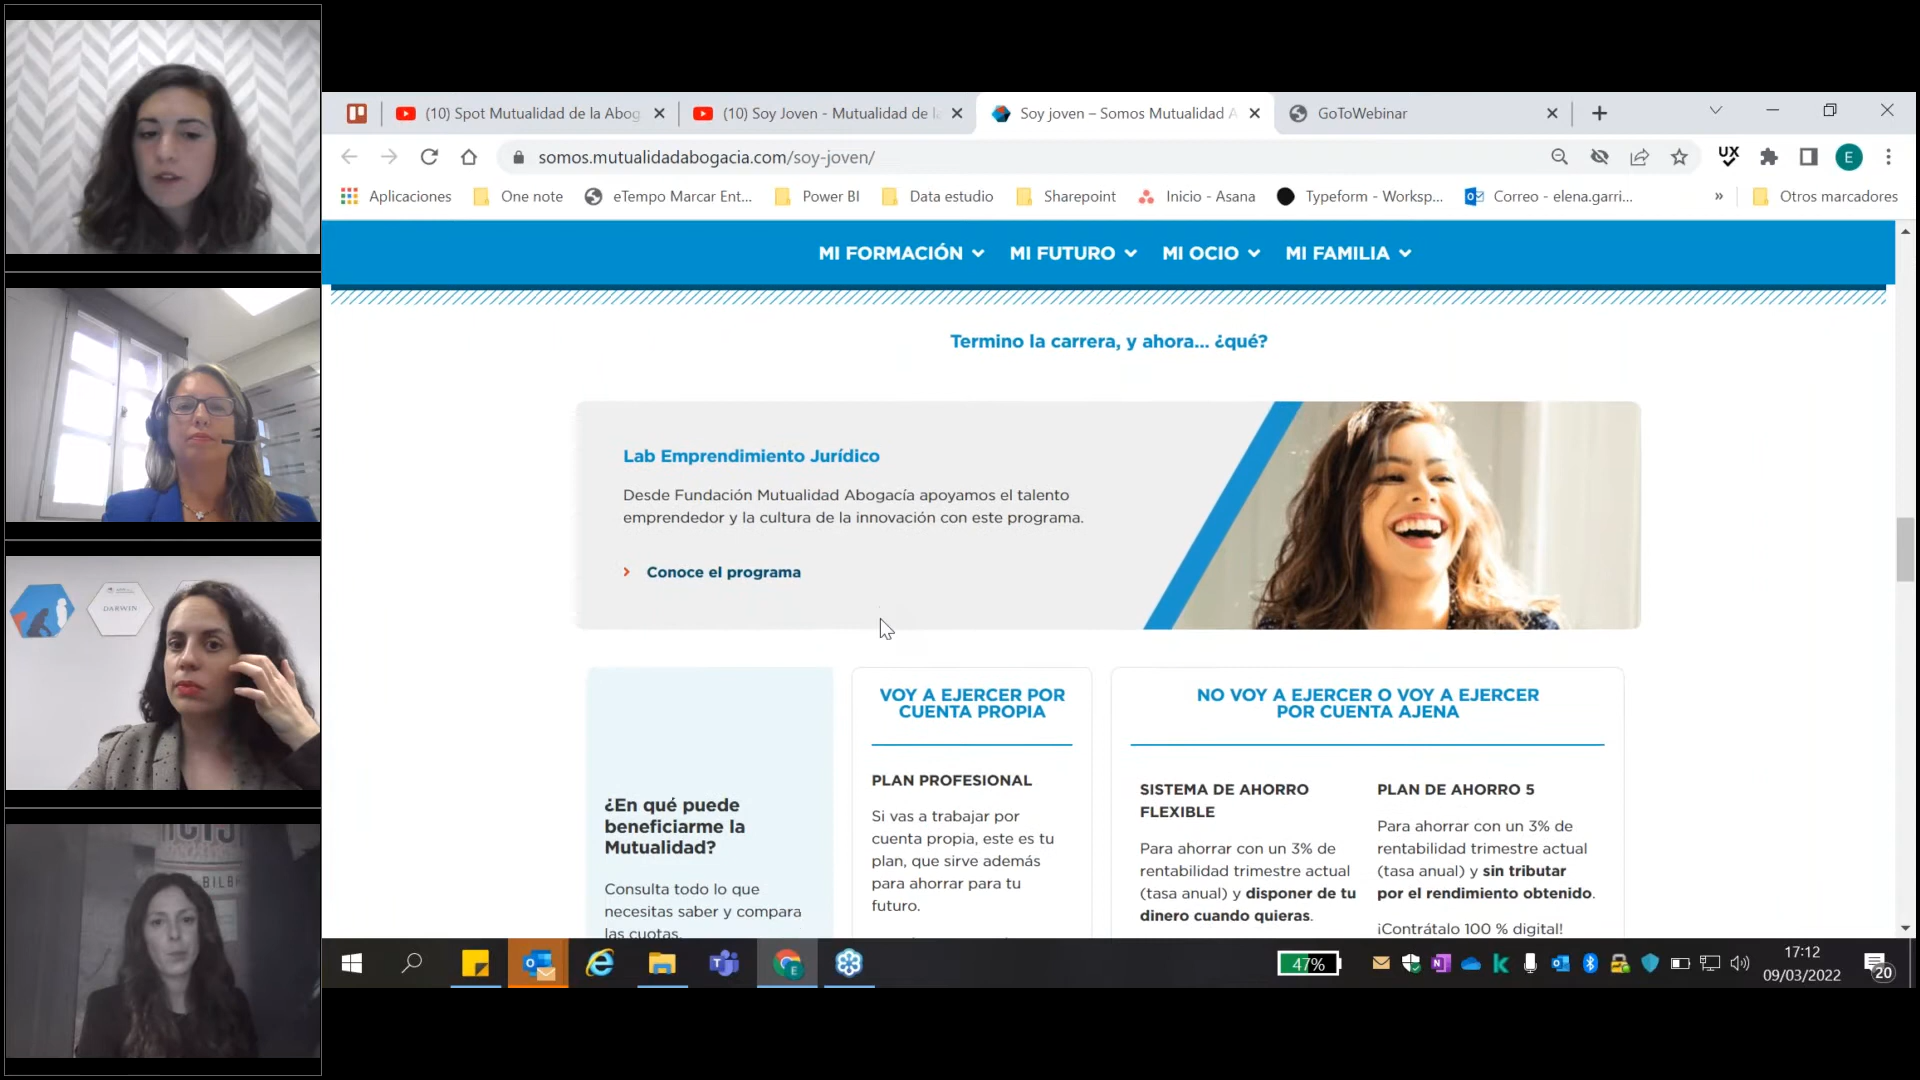 (10) Spot Mutualidad de la Abog
(10) Soy Joven - Mutualidad de l
Soy joven – Somos Mutualidad A
GoToWebinar
somos.mutualidadabogacia.com/soy-joven/
UX
E
Aplicaciones
One note
eTempo Marcar Ent...
Power BI
Data estudio
Sharepoint
Inicio - Asana
Typeform - Worksp...
Correo - elena.garri...
»
Otros marcadores
MI FORMACIÓN
MI FUTURO
MI OCIO
MI FAMILIA
Termino la carrera, y ahora... ¿qué?
Lab Emprendimiento Jurídico
Desde Fundación Mutualidad Abogacía apoyamos el talento
emprendedor y la cultura de la innovación con este programa.
Conoce el programa
¿En qué puede
beneficiarme la
Mutualidad?
Consulta todo lo que
necesitas saber y compara
las cuotas.
VOY A EJERCER POR
CUENTA PROPIA
PLAN PROFESIONAL
Si vas a trabajar por
cuenta propia, este es tu
plan, que sirve además
para ahorrar para tu
futuro.
NO VOY A EJERCER O VOY A EJERCER
POR CUENTA AJENA
SISTEMA DE AHORRO
FLEXIBLE
Para ahorrar con un 3% de
rentabilidad trimestre actual
(tasa anual) y disponer de tu
dinero cuando quieras.
PLAN DE AHORRO 5
Para ahorrar con un 3% de
rentabilidad trimestre actual
(tasa anual) y sin tributar
por el rendimiento obtenido.
¡Contrátalo 100 % digital!
DARWIN
BILB
47%
17:12
09/03/2022
20